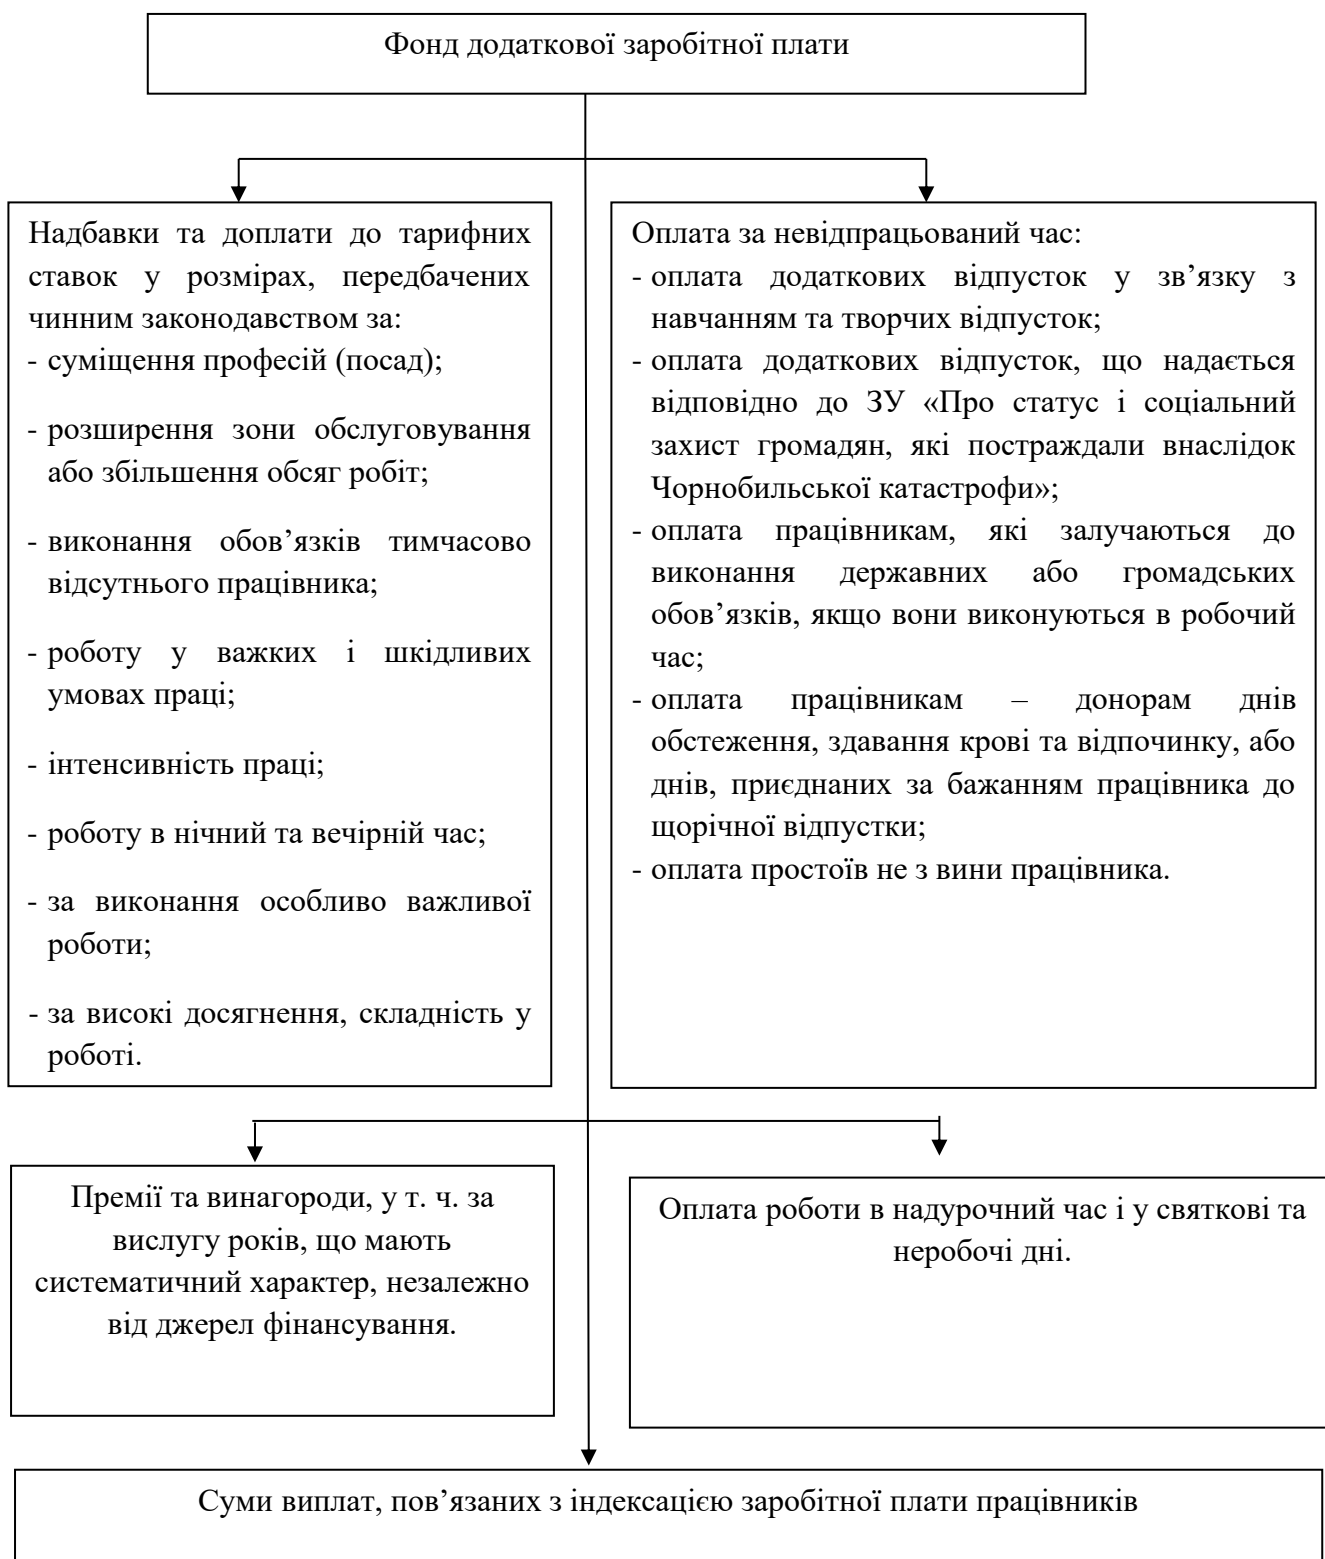 Фонд додаткової заробітної плати
Надбавки та доплати до тарифних
ставок у розмірах, передбачених
чинним законодавством за:
- суміщення професій (посад);
- розширення зони обслуговування
або збільшення обсяг робіт;
- виконання обов’язків тимчасово
відсутнього працівника;
- роботу у важких і шкідливих
умовах праці;
- інтенсивність праці;
- роботу в нічний та вечірній час;
- за виконання особливо важливої
роботи;
- за високі досягнення, складність у
роботі.
Оплата за невідпрацьований час:
- оплата додаткових відпусток у зв’язку з
навчанням та творчих відпусток;
- оплата додаткових відпусток, що надається
відповідно до ЗУ «Про статус і соціальний
захист громадян, які постраждали внаслідок
Чорнобильської катастрофи»;
- оплата працівникам, які залучаються до
виконання державних або громадських
обов’язків, якщо вони виконуються в робочий
час;
- оплата працівникам – донорам днів
обстеження, здавання крові та відпочинку, або
днів, приєднаних за бажанням працівника до
щорічної відпустки;
- оплата простоїв не з вини працівника.
Премії та винагороди, у т. ч. за
вислугу років, що мають
систематичний характер, незалежно
від джерел фінансування.
Оплата роботи в надурочний час і у святкові та
неробочі дні.
Суми виплат, пов’язаних з індексацією заробітної плати працівників